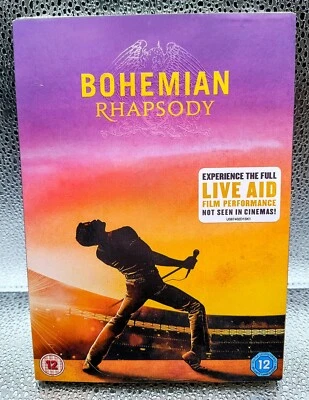 BOHEMIAN
RHAPSODY
EXPERIENCE THE FULL
LIVE AID
FILM PERFORMANCE
NOT SEEN IN CINEMAS!
12
12